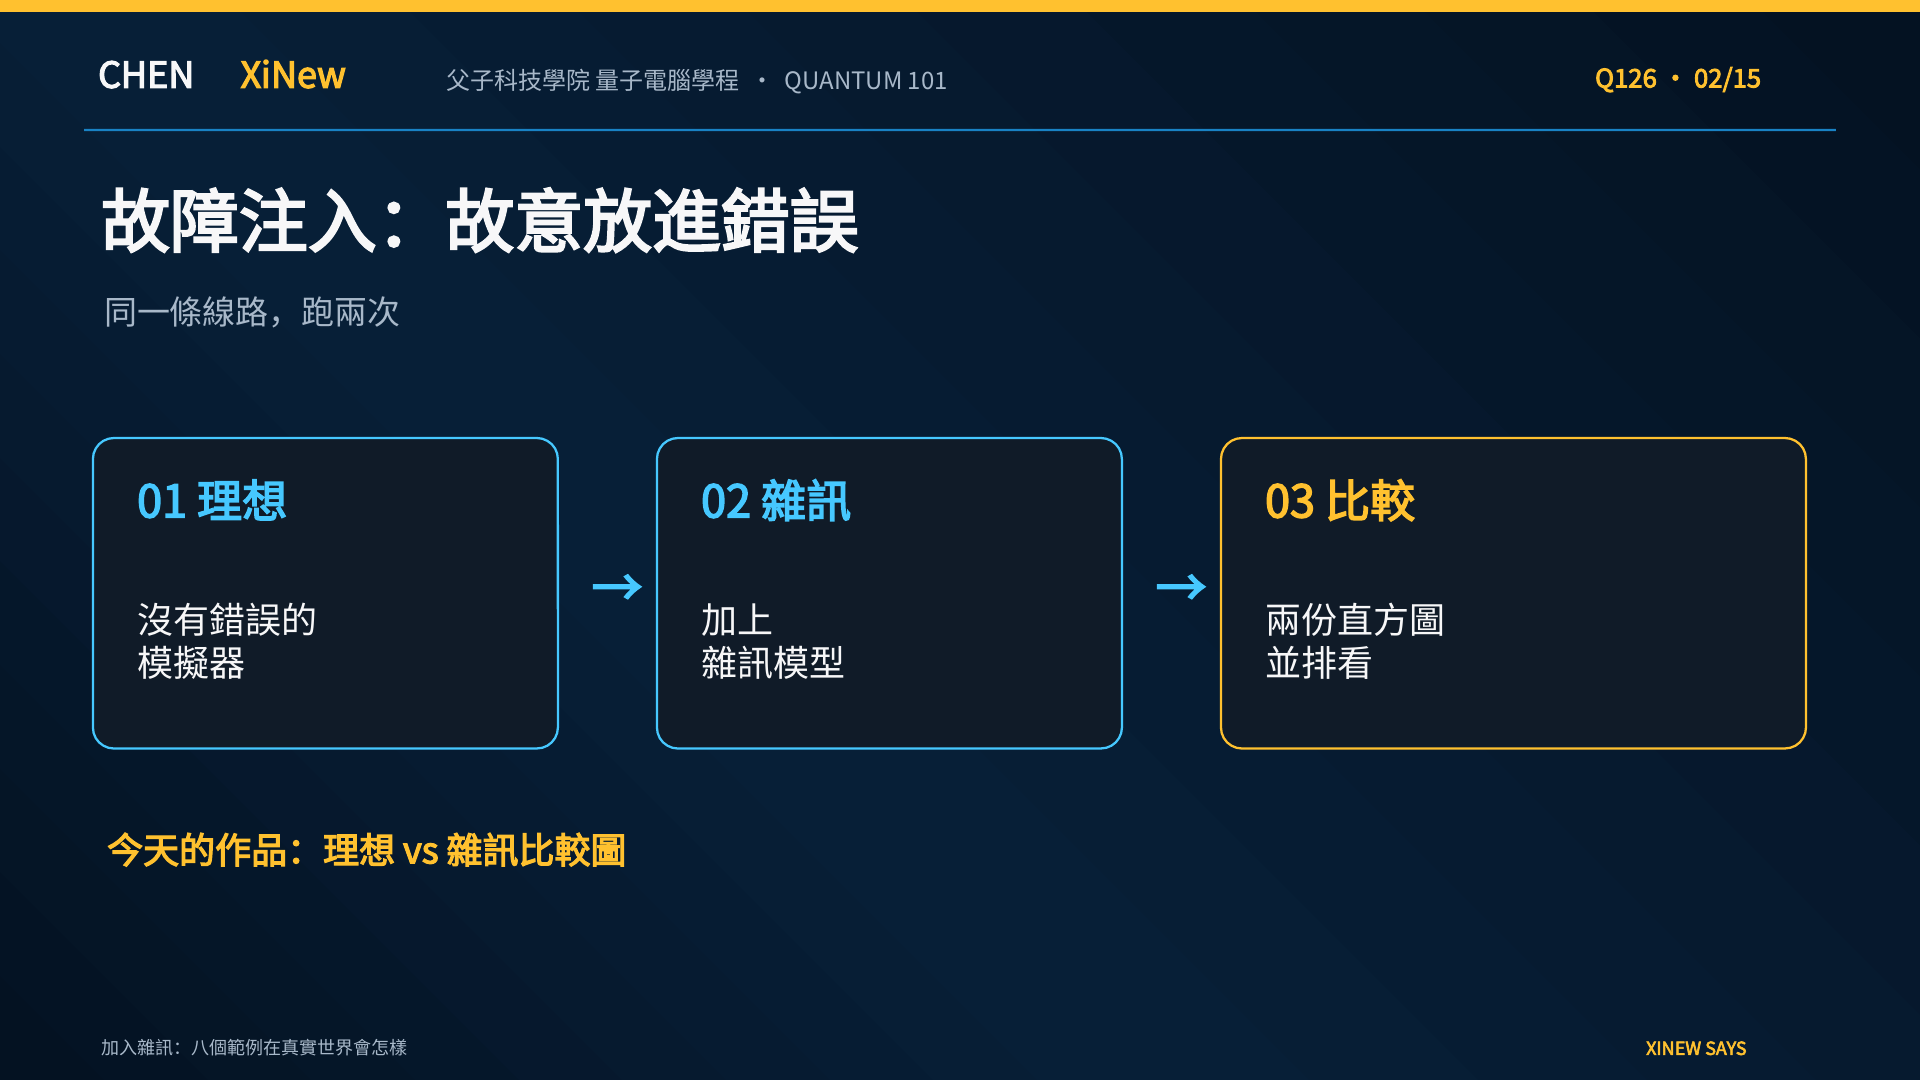 CHEN XiNew 父子科技學院 量子電腦學程 • QUANTUM 101 Q126 • 02/15
故障注入：故意放進錯誤
同一條線路，跑兩次
01 理想
沒有錯誤的
模擬器
→
02 雜訊
加上
雜訊模型
→
03 比較
兩份直方圖
並排看
今天的作品：理想 vs 雜訊比較圖
加入雜訊：八個範例在真實世界會怎樣
XINEW SAYS